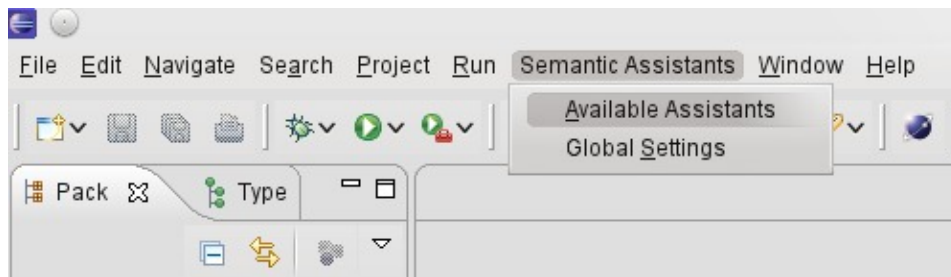 File Edit Navigate Search Project Run Semantic Assistants Window Help
Available Assistants
Global Settings
Pack Type